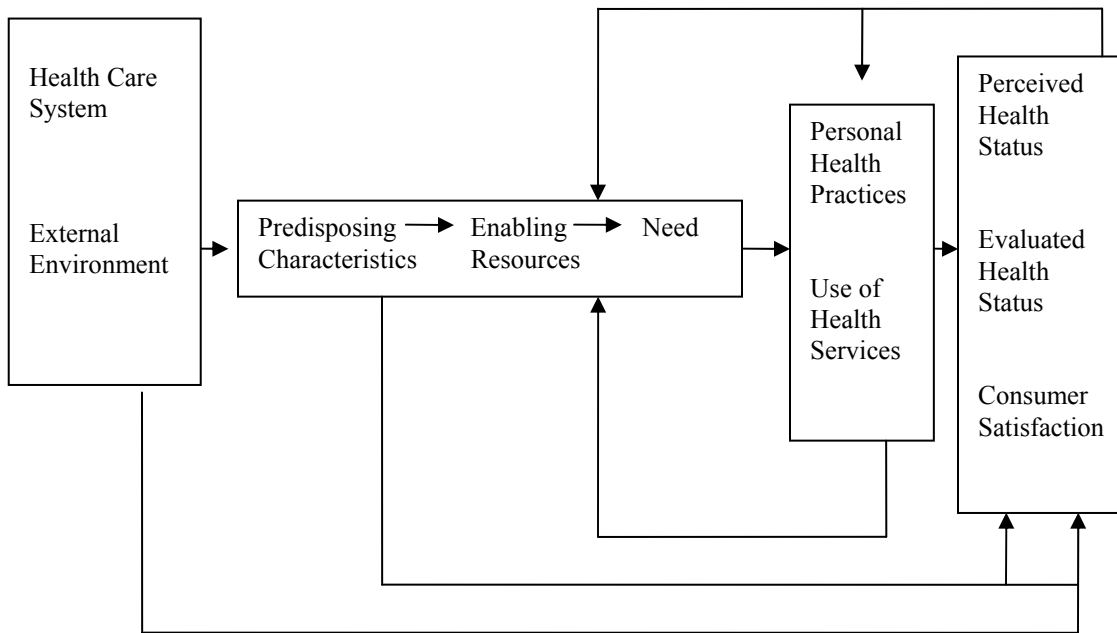 Health Care
System
External
Environment
Predisposing
Characteristics
Enabling
Resources
Need
Personal
Health
Practices
Use of
Health
Services
Perceived
Health
Status
Evaluated
Health
Status
Consumer
Satisfaction